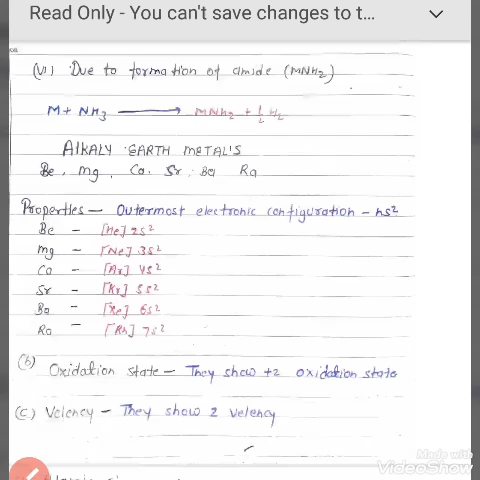 Read Only - You can't save changes to t...
(VI) Due to formation of amide (MNH2)
M + NH3 ⟶ MNH2 + 1/2 H2
ALKALY EARTH METAL'S
Be, Mg, Ca, Sr, Ba, Ra
Properties - Outermost electronic configuration - ns²
Be - [He] 2s²
Mg - [Ne] 3s²
Ca - [Ar] 4s²
Sr - [Kr] 5s²
Ba - [Xe] 6s²
Ra - [Rn] 7s²
(b) Oxidation state - They show +2 oxidation state
(C) Velency - They show 2 velency
Made with
VideoShow